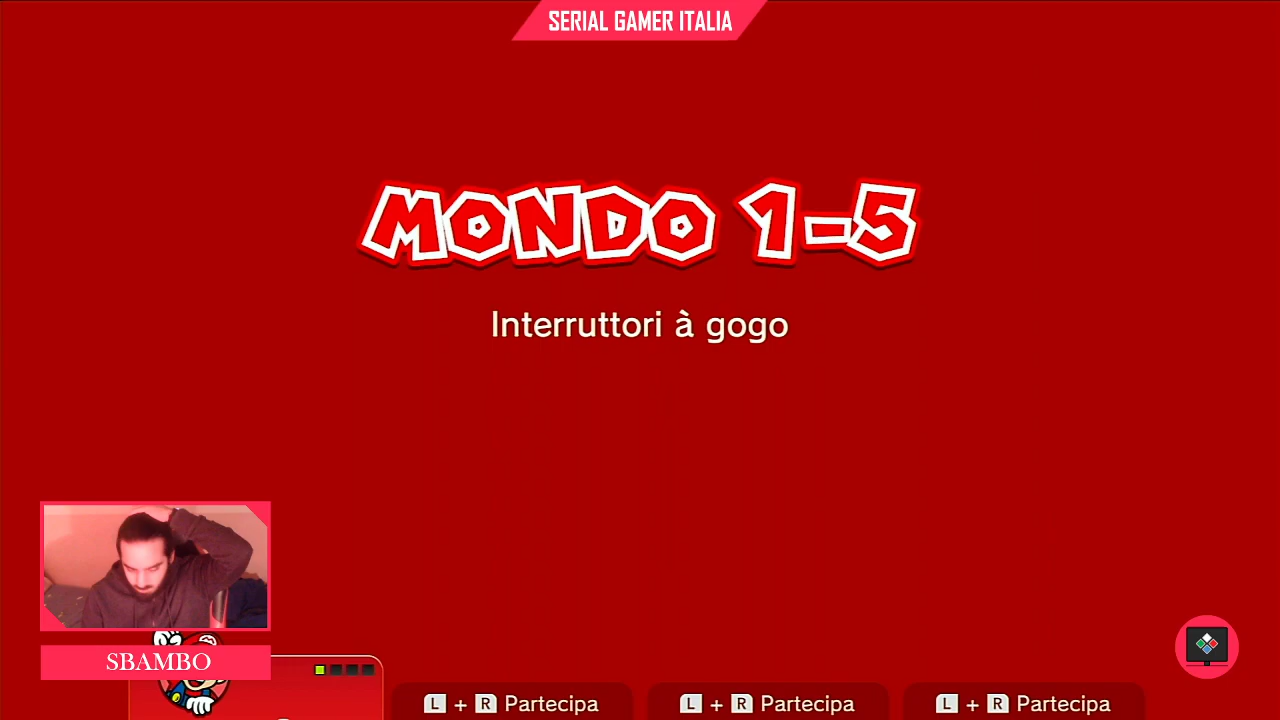 SERIAL GAMER ITALIA
MONDO 1-5
Interruttori à gogo
SBAMBO
L + R Partecipa
L + R Partecipa
L + R Partecipa